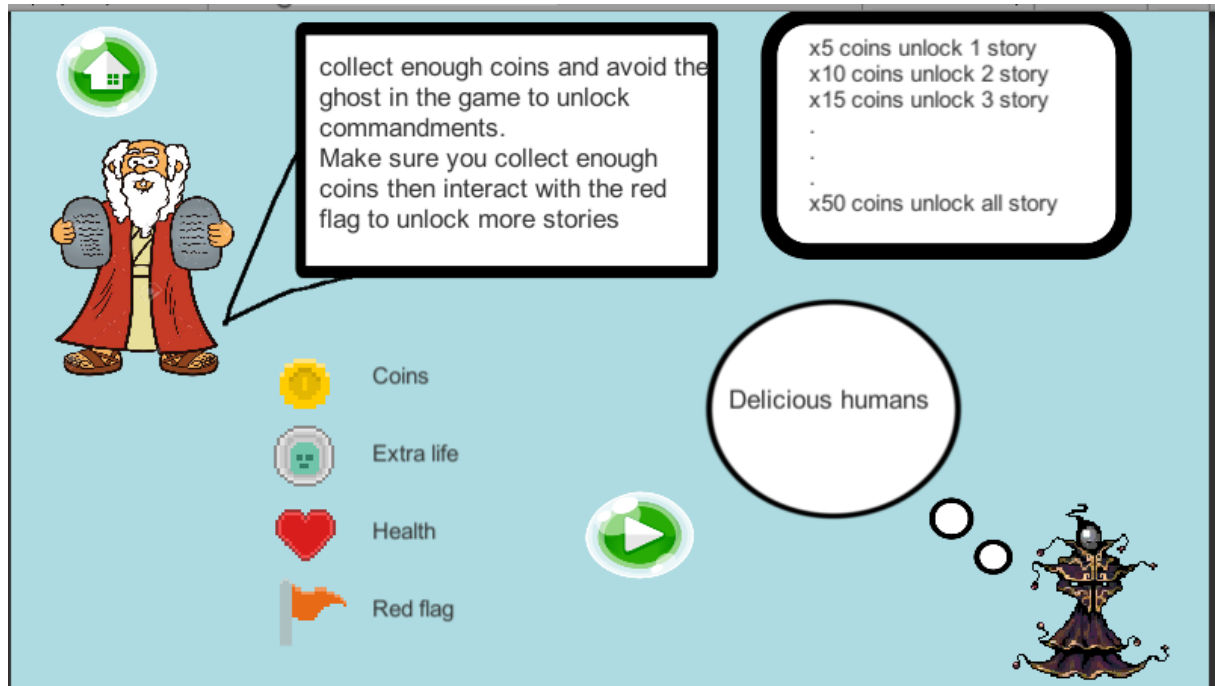 collect enough coins and avoid the
ghost in the game to unlock
commandments.
Make sure you collect enough
coins then interact with the red
flag to unlock more stories
x5 coins unlock 1 story
x10 coins unlock 2 story
x15 coins unlock 3 story
.
.
.
x50 coins unlock all story
Delicious humans
Coins
Extra life
Health
Red flag